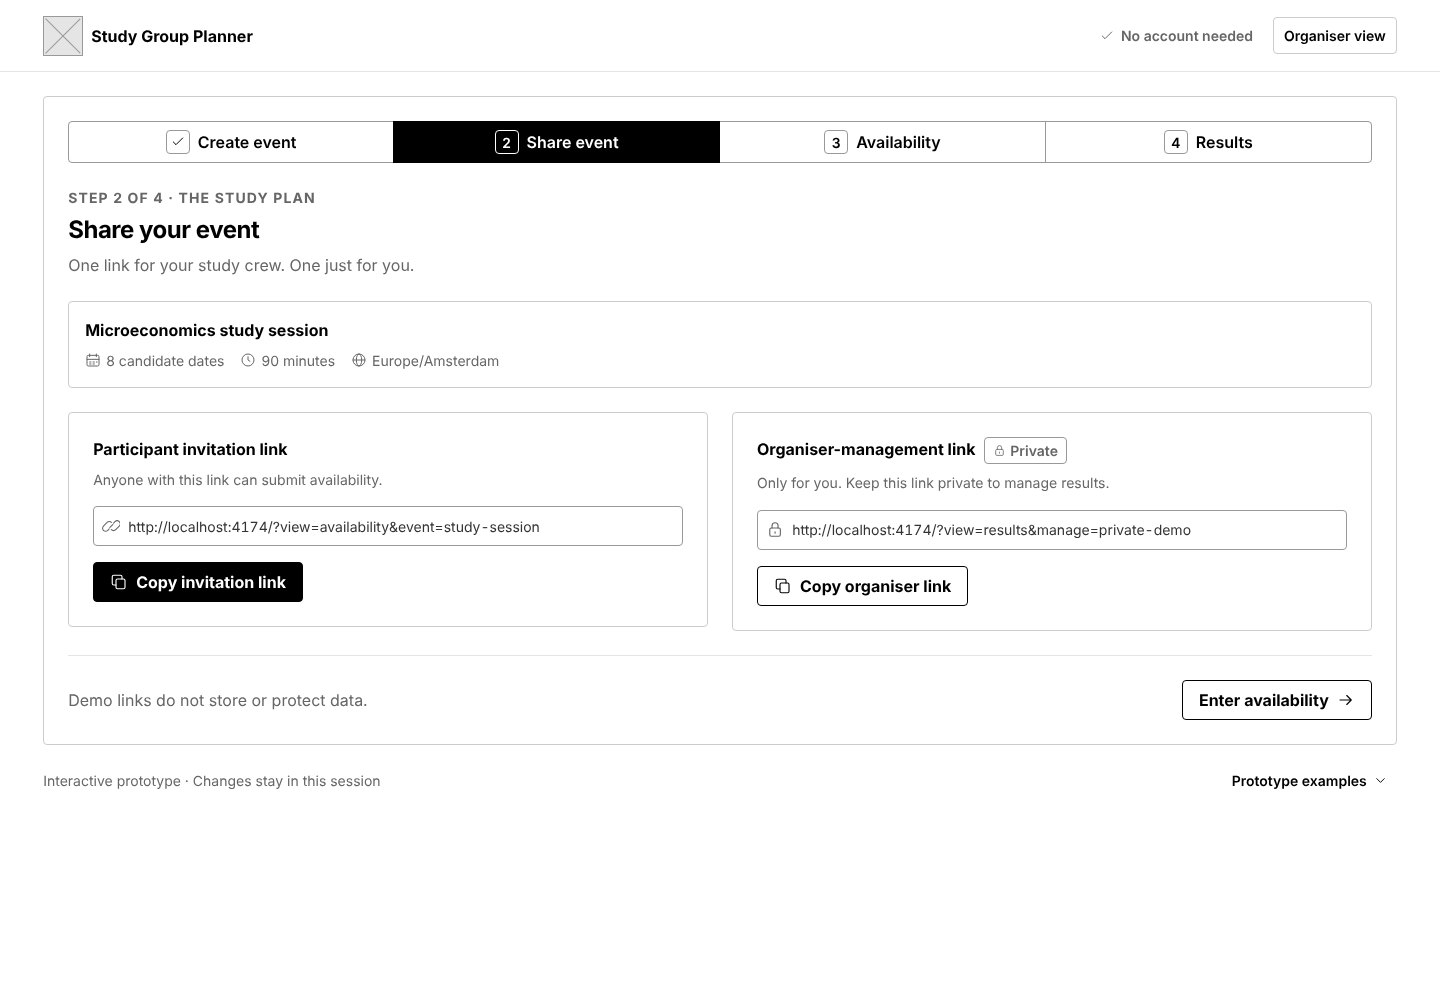 Study Group Planner
No account needed
Organiser view
Create event
2 Share event
3 Availability
4 Results
STEP 2 OF 4 · THE STUDY PLAN
Share your event
One link for your study crew. One just for you.
Microeconomics study session
8 candidate dates 90 minutes Europe/Amsterdam
Participant invitation link
Anyone with this link can submit availability.
http://localhost:4174/?view=availability&event=study-session
Copy invitation link
Organiser-management link Private
Only for you. Keep this link private to manage results.
http://localhost:4174/?view=results&manage=private-demo
Copy organiser link
Demo links do not store or protect data.
Enter availability
Interactive prototype · Changes stay in this session
Prototype examples